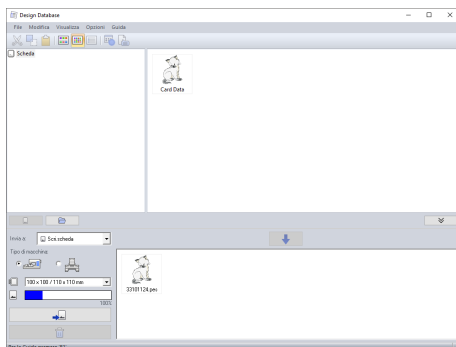 Design Database
File Modifica Visualizza Opzioni Guida
Scheda
Card Data
Invia a: Scri.scheda
Tipo di macchina:
100 x 100 / 110 x 110 mm
100%
33101124.pes